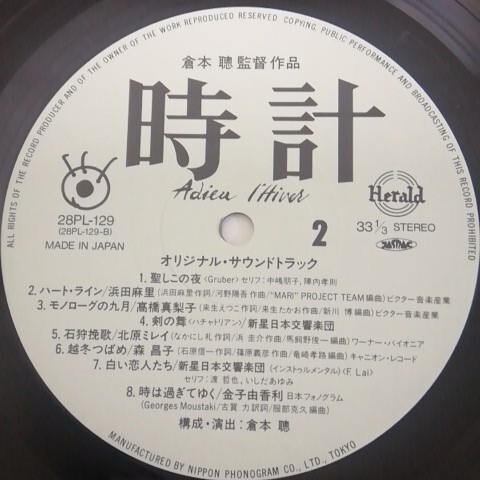 ALL RIGHTS OF THE RECORD PRODUCER AND OF THE OWNER OF THE WORK REPRODUCED RESERVED. COPYING, PUBLIC PERFORMANCE AND BROADCASTING OF THIS RECORD PROHIBITED
倉本 聰監督作品
時計
Adieu l'Hiver
Herald
28PL-129
(28PL-129-B)
MADE IN JAPAN
2
33 1/3 STEREO
オリジナル・サウンドトラック
1. 聖しこの夜〈Gruber〉セリフ：中嶋朋子，陣内孝則
2. ハート・ライン/浜田麻里（浜田麻里作詞/河野陽吾 作曲/"MARI" PROJECT TEAM編曲）ビクター音楽産業
3. モノローグの九月/高橋真梨子（来生えつこ作詞/来生たかお作曲/新川 博 編曲）ビクター音楽産業
4. 剣の舞〈ハチャトリアン〉/新星日本交響楽団
5. 石狩挽歌/北原ミレイ（なかにし礼作詞/浜 圭介作曲/馬飼野俊一編曲）ワーナー・パイオニア
6. 越冬つばめ/森 昌子（石原信一作詞/篠原義彦作曲/竜崎孝路編曲）キャニオン・レコード
7. 白い恋人たち/新星日本交響楽団（インストゥルメンタル）〈F. Lai〉
セリフ：渡 哲也，いしだあゆみ
8. 時は過ぎてゆく/金子由香利 日本フォノグラム
(Georges Moustaki/古賀 力訳詞/服部克久編曲)
構成・演出：倉本 聰
MANUFACTURED BY NIPPON PHONOGRAM CO., LTD., TOKYO